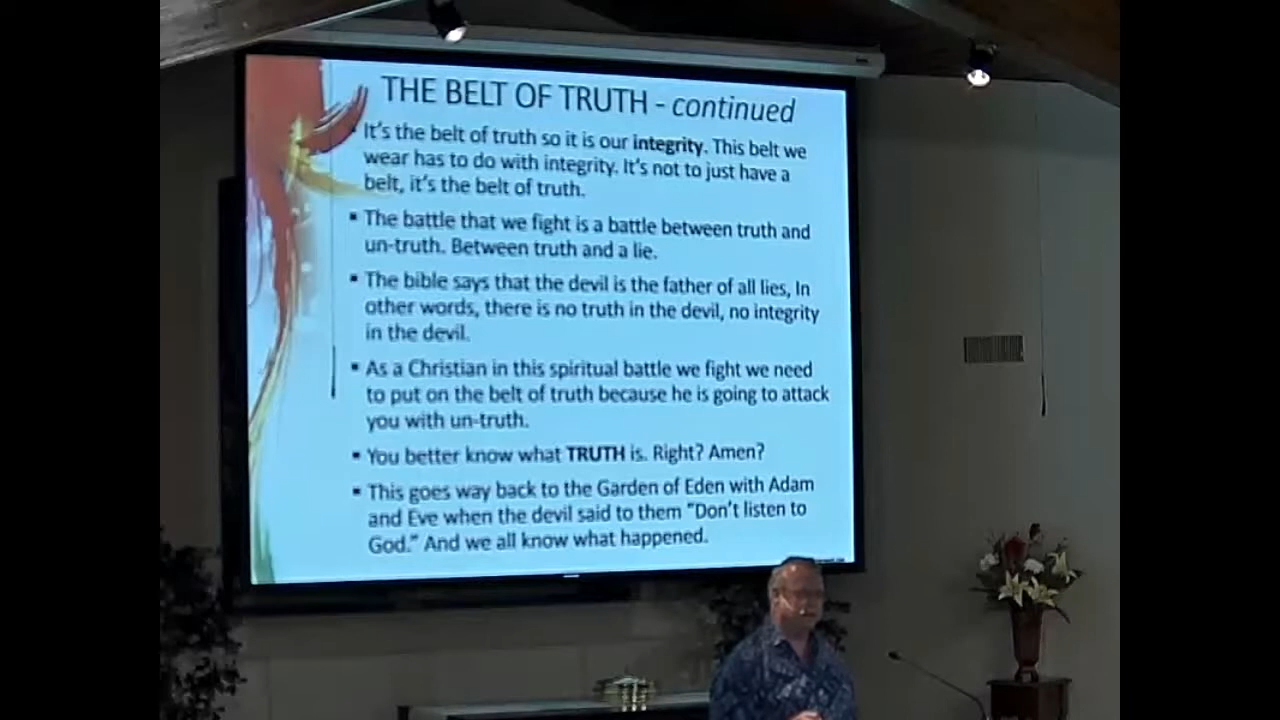 THE BELT OF TRUTH - continued
It's the belt of truth so it is our integrity. This belt we
wear has to do with integrity. It's not to just have a
belt, it's the belt of truth.
▪ The battle that we fight is a battle between truth and
un-truth. Between truth and a lie.
▪ The bible says that the devil is the father of all lies, In
other words, there is no truth in the devil, no integrity
in the devil.
▪ As a Christian in this spiritual battle we fight we need
to put on the belt of truth because he is going to attack
you with un-truth.
▪ You better know what TRUTH is. Right? Amen?
▪ This goes way back to the Garden of Eden with Adam
and Eve when the devil said to them "Don't listen to
God." And we all know what happened.